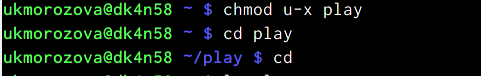 ukmorozova@dk4n58 ~ $ chmod u-x play
ukmorozova@dk4n58 ~ $ cd play
ukmorozova@dk4n58 ~/play $ cd